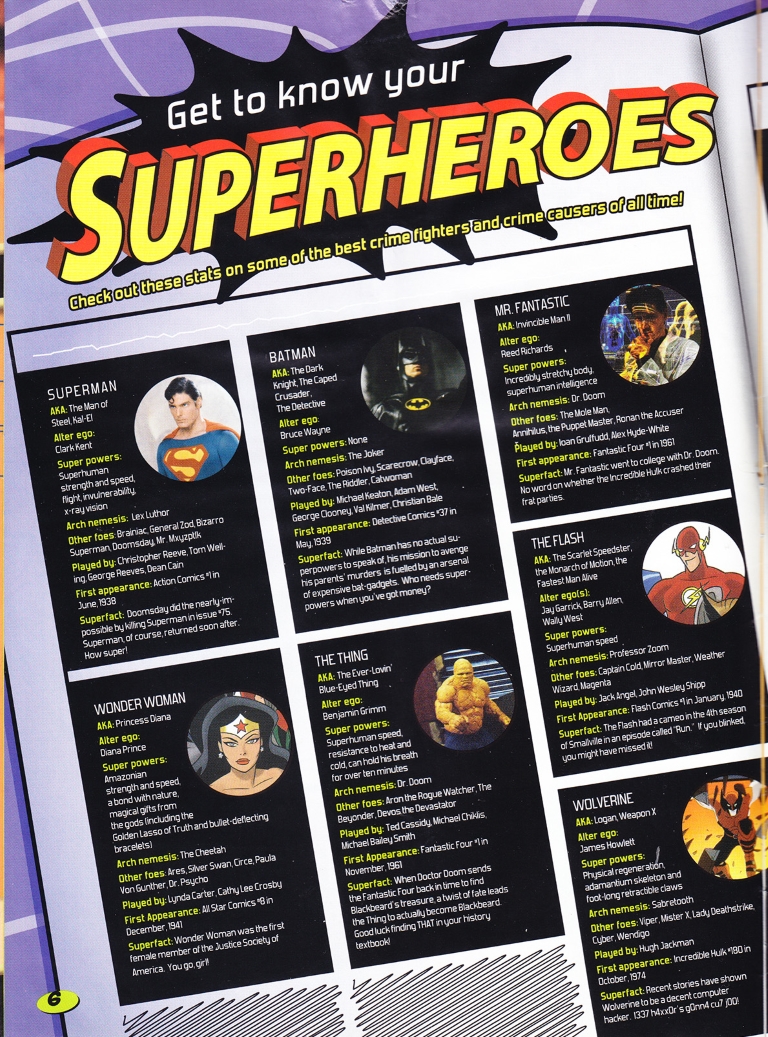 Get to know your
SUPERHEROES
Check out these stats on some of the best crime fighters and crime causers of all time!
SUPERMAN
AKA: The Man of
Steel, Kal-El
Alter ego:
Clark Kent
Super powers:
Superhuman
strength and speed,
flight, invulnerability,
x-ray vision
Arch nemesis: Lex Luthor
Other foes: Brainiac, General Zod, Bizarro
Superman, Doomsday, Mr. Mxyzptlk
Played by: Christopher Reeve, Tom Well-
ing, George Reeves, Dean Cain
First appearance: Action Comics #1 in
June, 1938
Superfact: Doomsday did the nearly-im-
possible by killing Superman in issue #75.
Superman, of course, returned soon after.
How super!
BATMAN
AKA: The Dark
Knight, The Caped
Crusader,
The Detective
Alter ego:
Bruce Wayne
Super powers: None
Arch nemesis: The Joker
Other foes: Poison Ivy, Scarecrow, Clayface,
Two-Face, The Riddler, Catwoman
Played by: Michael Keaton, Adam West,
George Clooney, Val Kilmer, Christian Bale
First appearance: Detective Comics #37 in
May, 1939
Superfact: While Batman has no actual su-
perpowers to speak of, his mission to avenge
his parents' murders is fuelled by an arsenal
of expensive bat-gadgets. Who needs super-
powers when you've got money?
MR. FANTASTIC
AKA: Invincible Man II
Alter ego:
Reed Richards
Super powers:
Incredibly stretchy body,
superhuman intelligence
Arch nemesis: Dr. Doom
Other foes: The Mole Man,
Annihilus, the Puppet Master, Ronan the Accuser
Played by: Ioan Gruffudd, Alex Hyde-White
First appearance: Fantastic Four #1 in 1961
Superfact: Mr. Fantastic went to college with Dr. Doom.
No word on whether the Incredible Hulk crashed their
frat parties.
WONDER WOMAN
AKA: Princess Diana
Alter ego:
Diana Prince
Super powers:
Amazonian
strength and speed,
a bond with nature,
magical gifts from
the gods (including the
Golden Lasso of Truth and bullet-deflecting
bracelets)
Arch nemesis: The Cheetah
Other foes: Ares, Silver Swan, Circe, Paula
Von Gunther, Dr. Psycho
Played by: Lynda Carter, Cathy Lee Crosby
First Appearance: All Star Comics #8 in
December, 1941
Superfact: Wonder Woman was the first
female member of the Justice Society of
America. You go, girl!
THE THING
AKA: The Ever-Lovin'
Blue-Eyed Thing
Alter ego:
Benjamin Grimm
Super powers:
Superhuman speed,
resistance to heat and
cold, can hold his breath
for over ten minutes
Arch nemesis: Dr. Doom
Other foes: Aron the Rogue Watcher, The
Beyonder, Devos the Devastator
Played by: Ted Cassidy, Michael Chiklis,
Michael Bailey Smith
First Appearance: Fantastic Four #1 in
November, 1961
Superfact: When Doctor Doom sends
the Fantastic Four back in time to find
Blackbeard's treasure, a twist of fate leads
the Thing to actually become Blackbeard.
Good luck finding THAT in your history
textbook!
THE FLASH
AKA: The Scarlet Speedster,
the Monarch of Motion, the
Fastest Man Alive
Alter ego(s):
Jay Garrick, Barry Allen,
Wally West
Super powers:
Superhuman speed
Arch nemesis: Professor Zoom
Other foes: Captain Cold, Mirror Master, Weather
Wizard, Magenta
Played by: Jack Angel, John Wesley Shipp
First Appearance: Flash Comics #1 in January, 1940
Superfact: The Flash had a cameo in the 4th season
of Smallville in an episode called "Run." If you blinked,
you might have missed it!
WOLVERINE
AKA: Logan, Weapon X
Alter ego:
James Howlett
Super powers:
Physical regeneration,
adamantium skeleton and
foot-long retractible claws
Arch nemesis: Sabretooth
Other foes: Viper, Mister X, Lady Deathstrike,
Cyber, Wendigo
Played by: Hugh Jackman
First appearance: Incredible Hulk #180 in
October, 1974
Superfact: Recent stories have shown
Wolverine to be a decent computer
hacker. 1337 h4xx0r's g0nn4 cu7 j00!
6